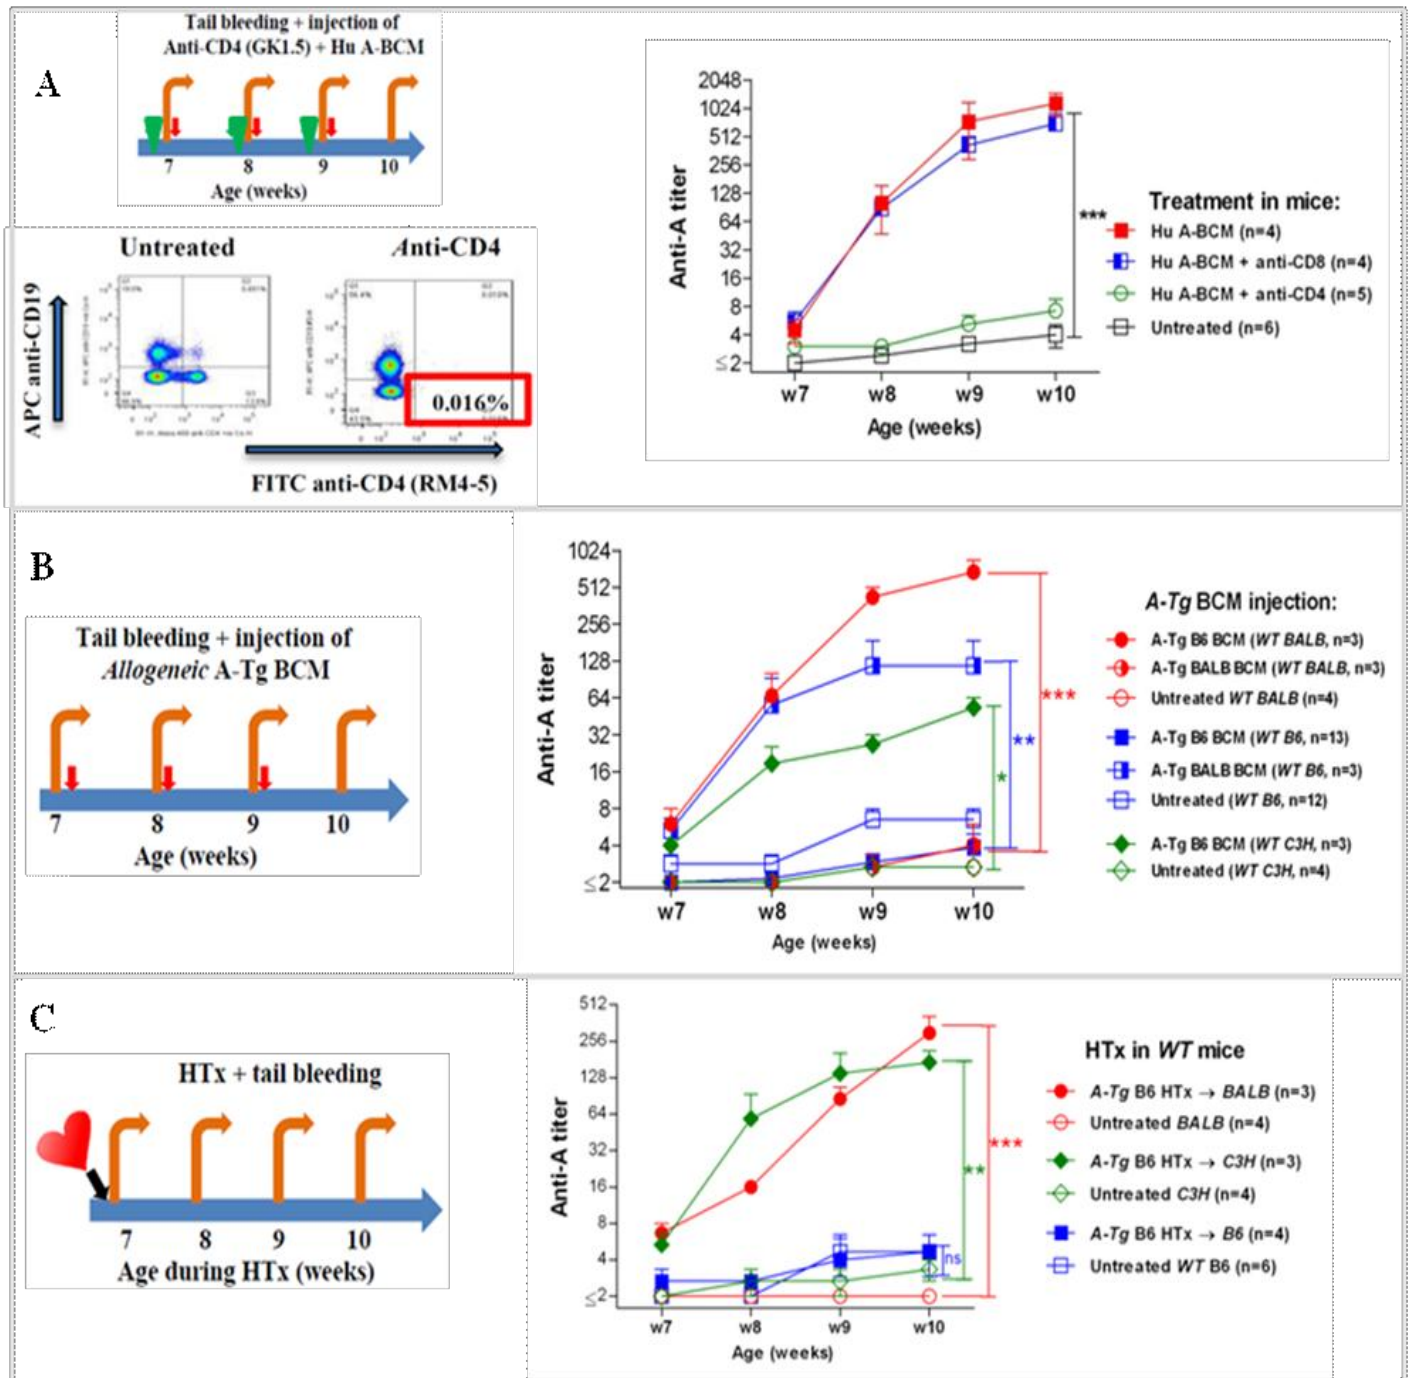 A
Tail bleeding + injection of
Anti-CD4 (GK1.5) + Hu A-BCM
7 8 9 10
Age (weeks)
Untreated
Anti-CD4
APC anti-CD19
0.016%
FITC anti-CD4 (RM4-5)
2048
1024
512
256
128
64
32
16
8
4
≤2
Anti-A titer
w7 w8 w9 w10
Age (weeks)
***
Treatment in mice:
Hu A-BCM (n=4)
Hu A-BCM + anti-CD8 (n=4)
Hu A-BCM + anti-CD4 (n=5)
Untreated (n=6)
B
Tail bleeding + injection of
Allogeneic A-Tg BCM
7 8 9 10
Age (weeks)
1024
512
256
128
64
32
16
8
4
≤2
Anti-A titer
w7 w8 w9 w10
Age (weeks)
*
**
***
A-Tg BCM injection:
A-Tg B6 BCM (WT BALB, n=3)
A-Tg BALB BCM (WT BALB, n=3)
Untreated WT BALB (n=4)
A-Tg B6 BCM (WT B6, n=13)
A-Tg BALB BCM (WT B6, n=3)
Untreated (WT B6, n=12)
A-Tg B6 BCM (WT C3H, n=3)
Untreated (WT C3H, n=4)
C
HTx + tail bleeding
7 8 9 10
Age during HTx (weeks)
512
256
128
64
32
16
8
4
≤2
Anti-A titer
w7 w8 w9 w10
Age (weeks)
ns
**
***
HTx in WT mice
A-Tg B6 HTx → BALB (n=3)
Untreated BALB (n=4)
A-Tg B6 HTx → C3H (n=3)
Untreated C3H (n=4)
A-Tg B6 HTx → B6 (n=4)
Untreated WT B6 (n=6)